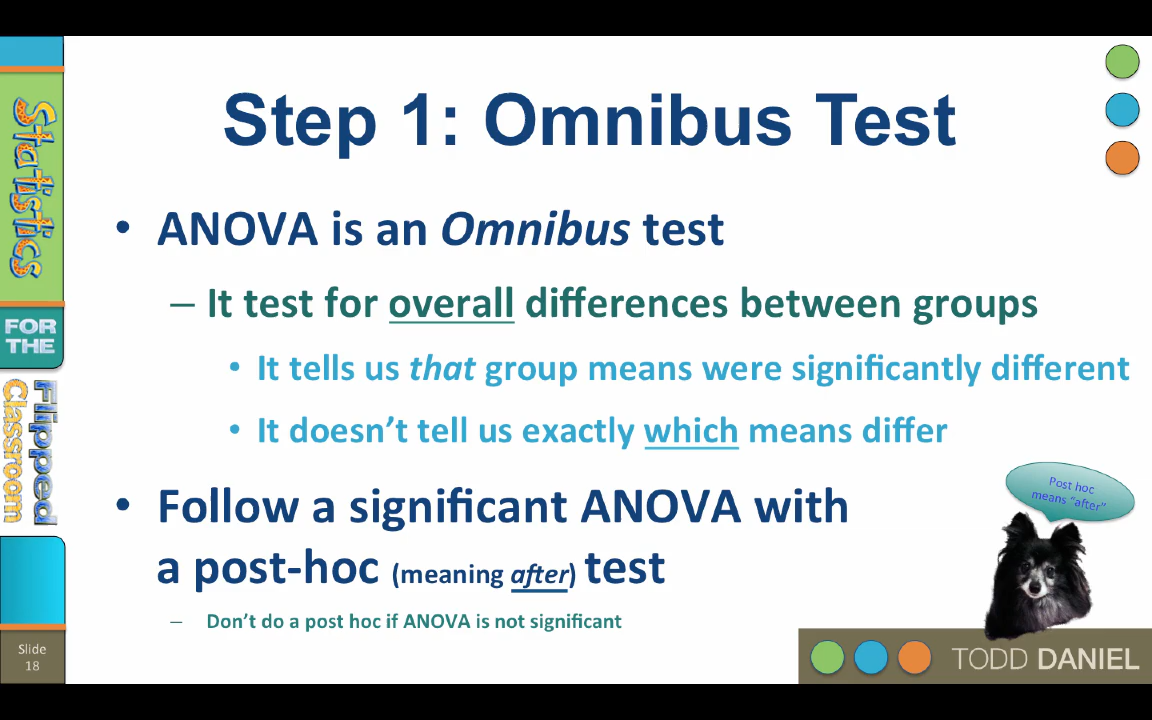 Step 1: Omnibus Test
• ANOVA is an Omnibus test
– It test for overall differences between groups
• It tells us that group means were significantly different
• It doesn’t tell us exactly which means differ
• Follow a significant ANOVA with
a post-hoc (meaning after) test
– Don’t do a post hoc if ANOVA is not significant
Post hoc
means “after”
TODD DANIEL
Statistics
FOR THE
Flipped
Classroom
Slide
18